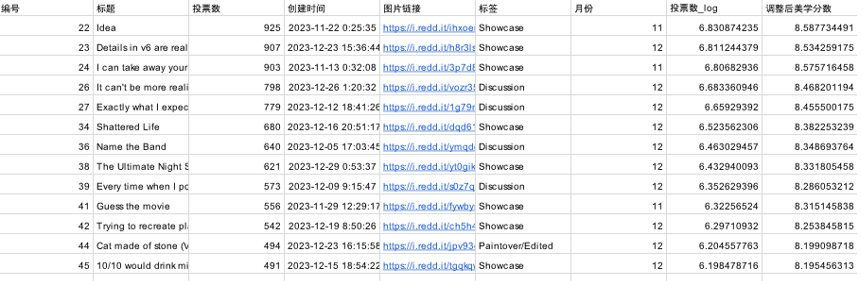 编号 标题 投票数 创建时间 图片链接 标签 月份 投票数_log 调整后美学分数
22 Idea 925 2023-11-22 0:25:35 https://i.redd.it/ihxoe Showcase 11 6.830874235 8.587734491
23 Details in v6 are real 907 2023-12-23 15:36:44 https://i.redd.it/h8r3ls Showcase 12 6.811244379 8.534259175
24 I can take away your 903 2023-11-13 0:32:08 https://i.redd.it/3p7d8 Showcase 11 6.80682936 8.575716458
26 It can't be more reali 798 2023-12-26 1:20:32 https://i.redd.it/vozr3 Discussion 12 6.683360946 8.468201194
27 Exactly what I expec 779 2023-12-12 18:41:26 https://i.redd.it/1g79r Discussion 12 6.65929392 8.455500175
34 Shattered Life 680 2023-12-16 20:51:17 https://i.redd.it/dqd6 Showcase 12 6.523562306 8.382253239
36 Name the Band 640 2023-12-05 17:03:45 https://i.redd.it/ymqd Discussion 12 6.463029457 8.348693764
38 The Ultimate Night S 621 2023-12-29 0:53:37 https://i.redd.it/yt0gik Showcase 12 6.432940093 8.331805458
39 Every time when I po 573 2023-12-09 9:15:47 https://i.redd.it/s0z7q Discussion 12 6.352629396 8.286053212
41 Guess the movie 556 2023-11-29 12:29:17 https://i.redd.it/fywby Showcase 11 6.32256524 8.315145838
42 Trying to recreate pl 542 2023-12-19 8:50:26 https://i.redd.it/ch5h Showcase 12 6.29710932 8.253845815
44 Cat made of stone (V 494 2023-12-23 16:15:58 https://i.redd.it/jpv93 Paintover/Edited 12 6.204557763 8.199098718
45 10/10 would drink mi 491 2023-12-15 18:54:22 https://i.redd.it/tgqkq Showcase 12 6.198478716 8.195456313